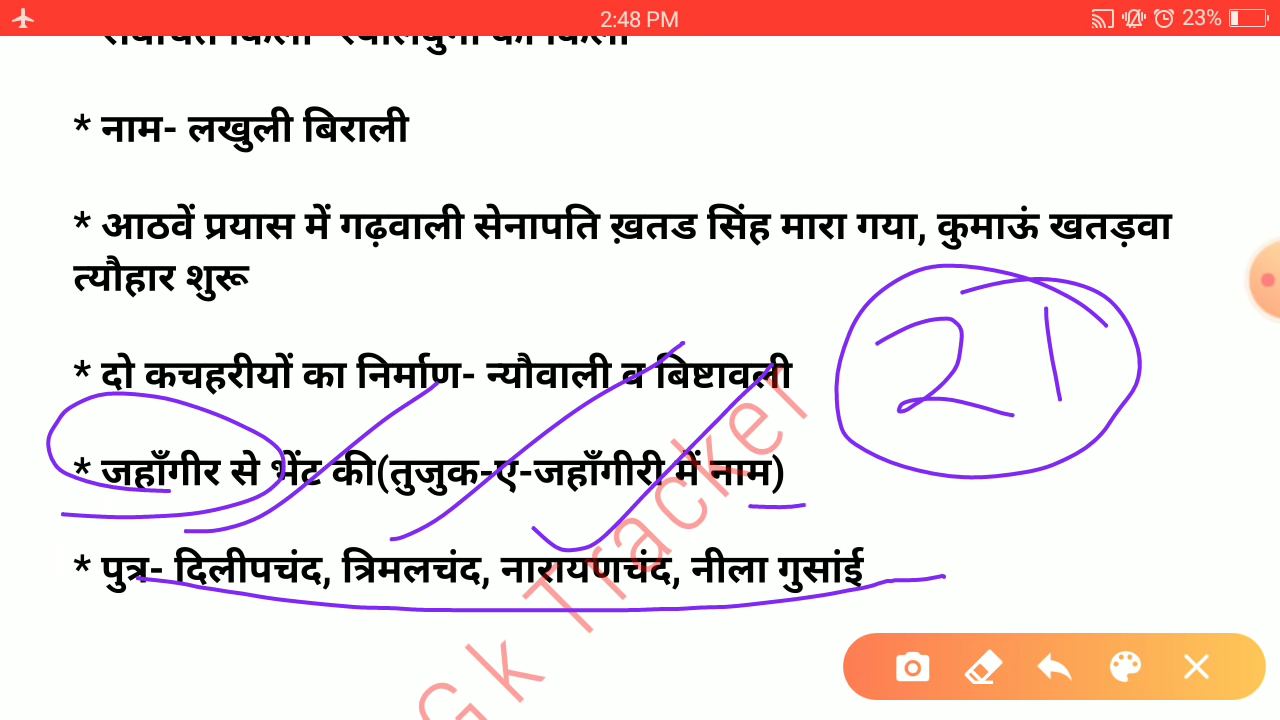 2:48 PM
23%
* नाम- लखुली बिराली
* आठवें प्रयास में गढ़वाली सेनापति ख़तड सिंह मारा गया, कुमाऊं खतड़वा
त्यौहार शुरू
21
* दो कचहरीयों का निर्माण- न्यौवाली व बिष्टावली
* जहाँगीर से भेंट की(तुजुक-ए-जहाँगीरी में नाम)
* पुत्र- दिलीपचंद, त्रिमलचंद, नारायणचंद, नीला गुसांई
Gk Tracker